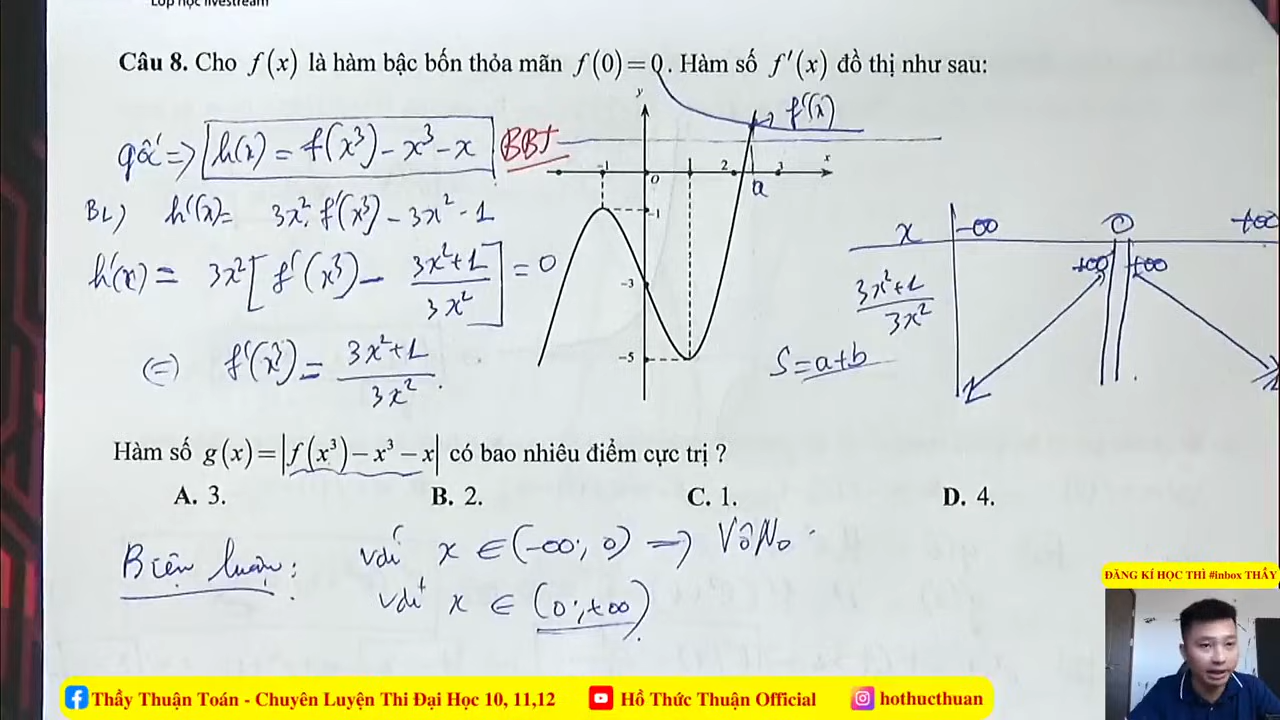 Lớp học livestream
Câu 8. Cho f(x) là hàm bậc bốn thỏa mãn f(0)=0. Hàm số f'(x) đồ thị như sau:
gốc => h(x) = f(x³) - x³ - x BBT
BL) h'(x) = 3x². f'(x³) - 3x² - 1
h'(x) = 3x² [ f'(x³) - (3x²+1)/(3x²) ] = 0
(=) f'(x³) = (3x²+1)/(3x²).
y
f'(x)
-1 1 2 3 x
O a
-1
-3
-5
x -∞ 0 +∞
(3x²+1)/(3x²) +∞ +∞
S = a+b
Hàm số g(x)=|f(x³)-x³-x| có bao nhiêu điểm cực trị ?
A. 3. B. 2. C. 1. D. 4.
Biện luận: với x ∈ (-∞; 0) => Vô No
với x ∈ (0; +∞).
ĐĂNG KÍ HỌC THÌ #inbox THẦY
Thầy Thuận Toán - Chuyên Luyện Thi Đại Học 10, 11,12 Hồ Thức Thuận Official hothucthuan